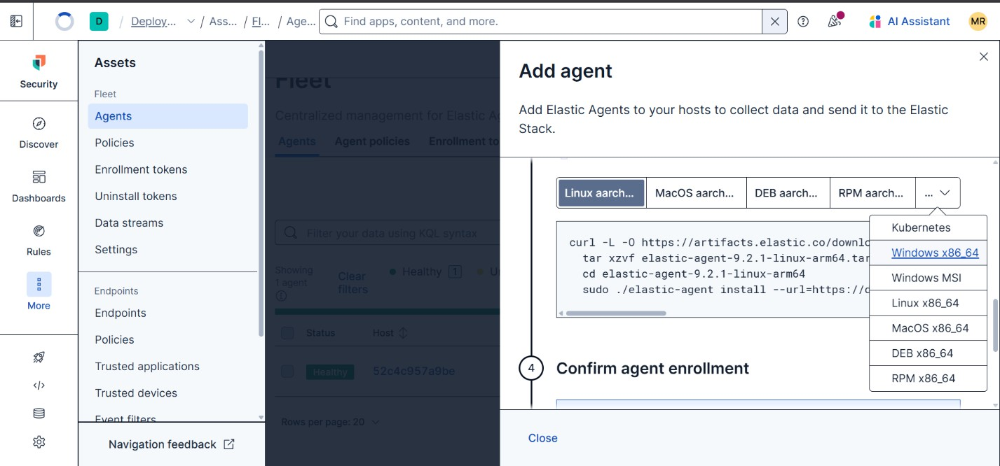 D / Deploy... / Ass... / Fl... / Age... Find apps, content, and more. AI Assistant MR
Security
Discover
Dashboards
Rules
More
Assets
Fleet
Agents
Policies
Enrollment tokens
Uninstall tokens
Data streams
Settings
Endpoints
Endpoints
Policies
Trusted applications
Trusted devices
Event filters
Navigation feedback
Fleet
Centralized management for Elastic Ag
Agents Agent policies Enrollment to
Filter your data using KQL syntax
Showing
1 agent
Clear
filters
Healthy 1
Un
Status Host
Healthy 52c4c957a9be
Rows per page: 20
Add agent
Add Elastic Agents to your hosts to collect data and send it to the Elastic
Stack.
Linux aarch... MacOS aarch... DEB aarch... RPM aarch... ...
Kubernetes
Windows x86_64
Windows MSI
Linux x86_64
MacOS x86_64
DEB x86_64
RPM x86_64
curl -L -O https://artifacts.elastic.co/downlo
tar xzvf elastic-agent-9.2.1-linux-arm64.tar
cd elastic-agent-9.2.1-linux-arm64
sudo ./elastic-agent install --url=https://
4 Confirm agent enrollment
Close